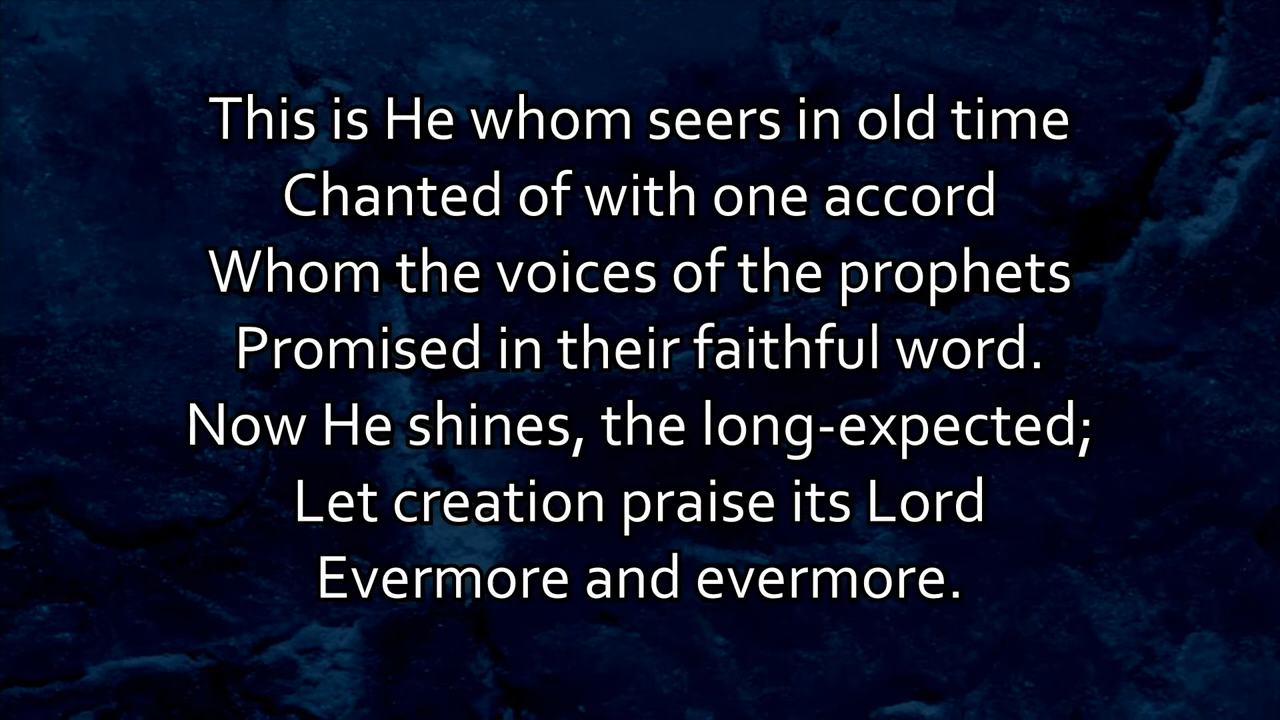 This is He whom seers in old time
Chanted of with one accord
Whom the voices of the prophets
Promised in their faithful word.
Now He shines, the long-expected;
Let creation praise its Lord
Evermore and evermore.